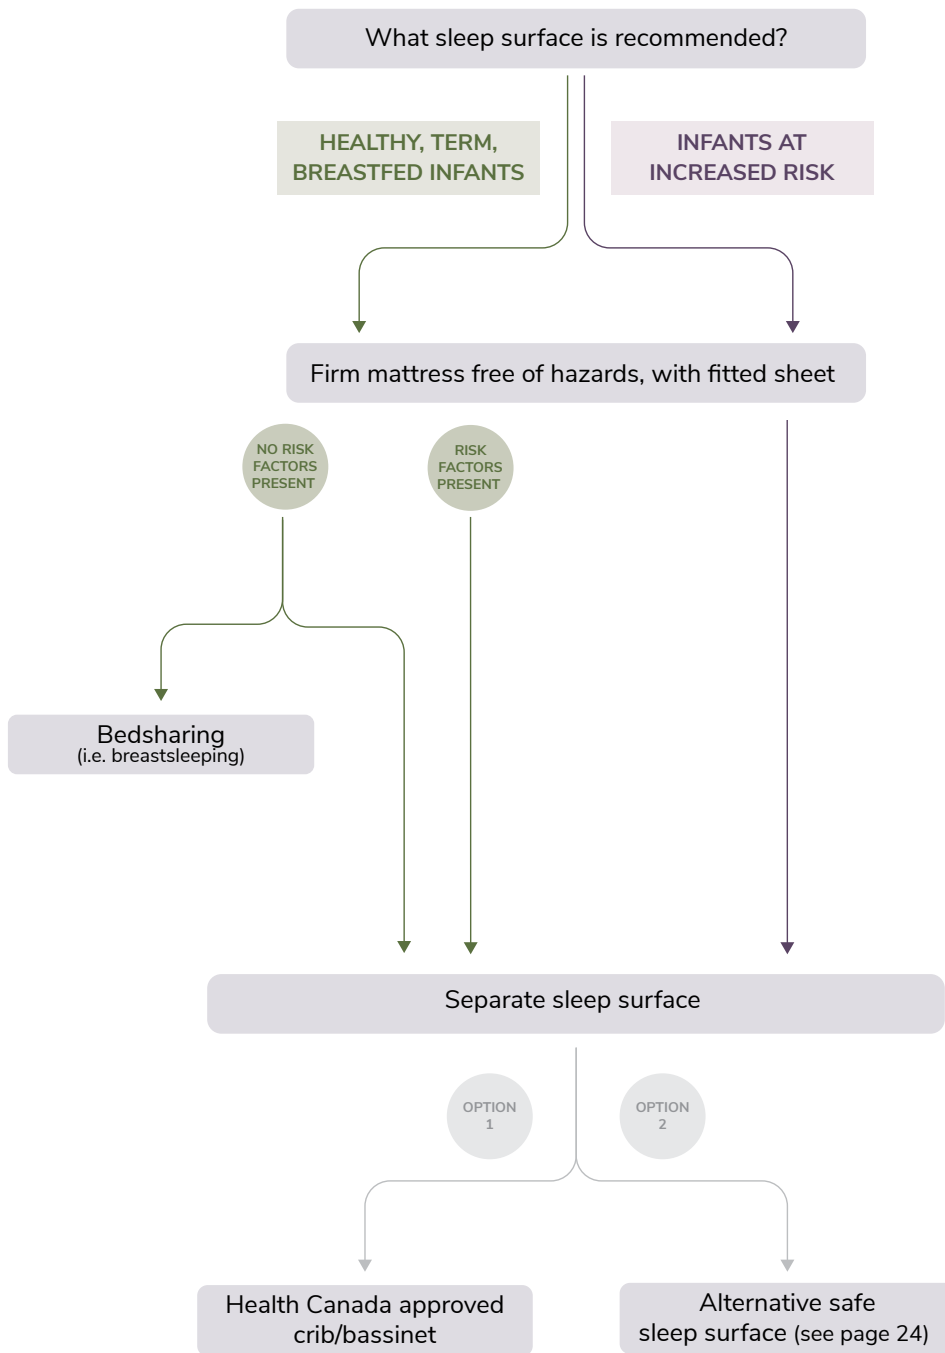 What sleep surface is recommended?
HEALTHY, TERM,
BREASTFED INFANTS
INFANTS AT
INCREASED RISK
Firm mattress free of hazards, with fitted sheet
NO RISK
FACTORS
PRESENT
RISK
FACTORS
PRESENT
Bedsharing
(i.e. breastsleeping)
Separate sleep surface
OPTION
1
OPTION
2
Health Canada approved
crib/bassinet
Alternative safe
sleep surface (see page 24)